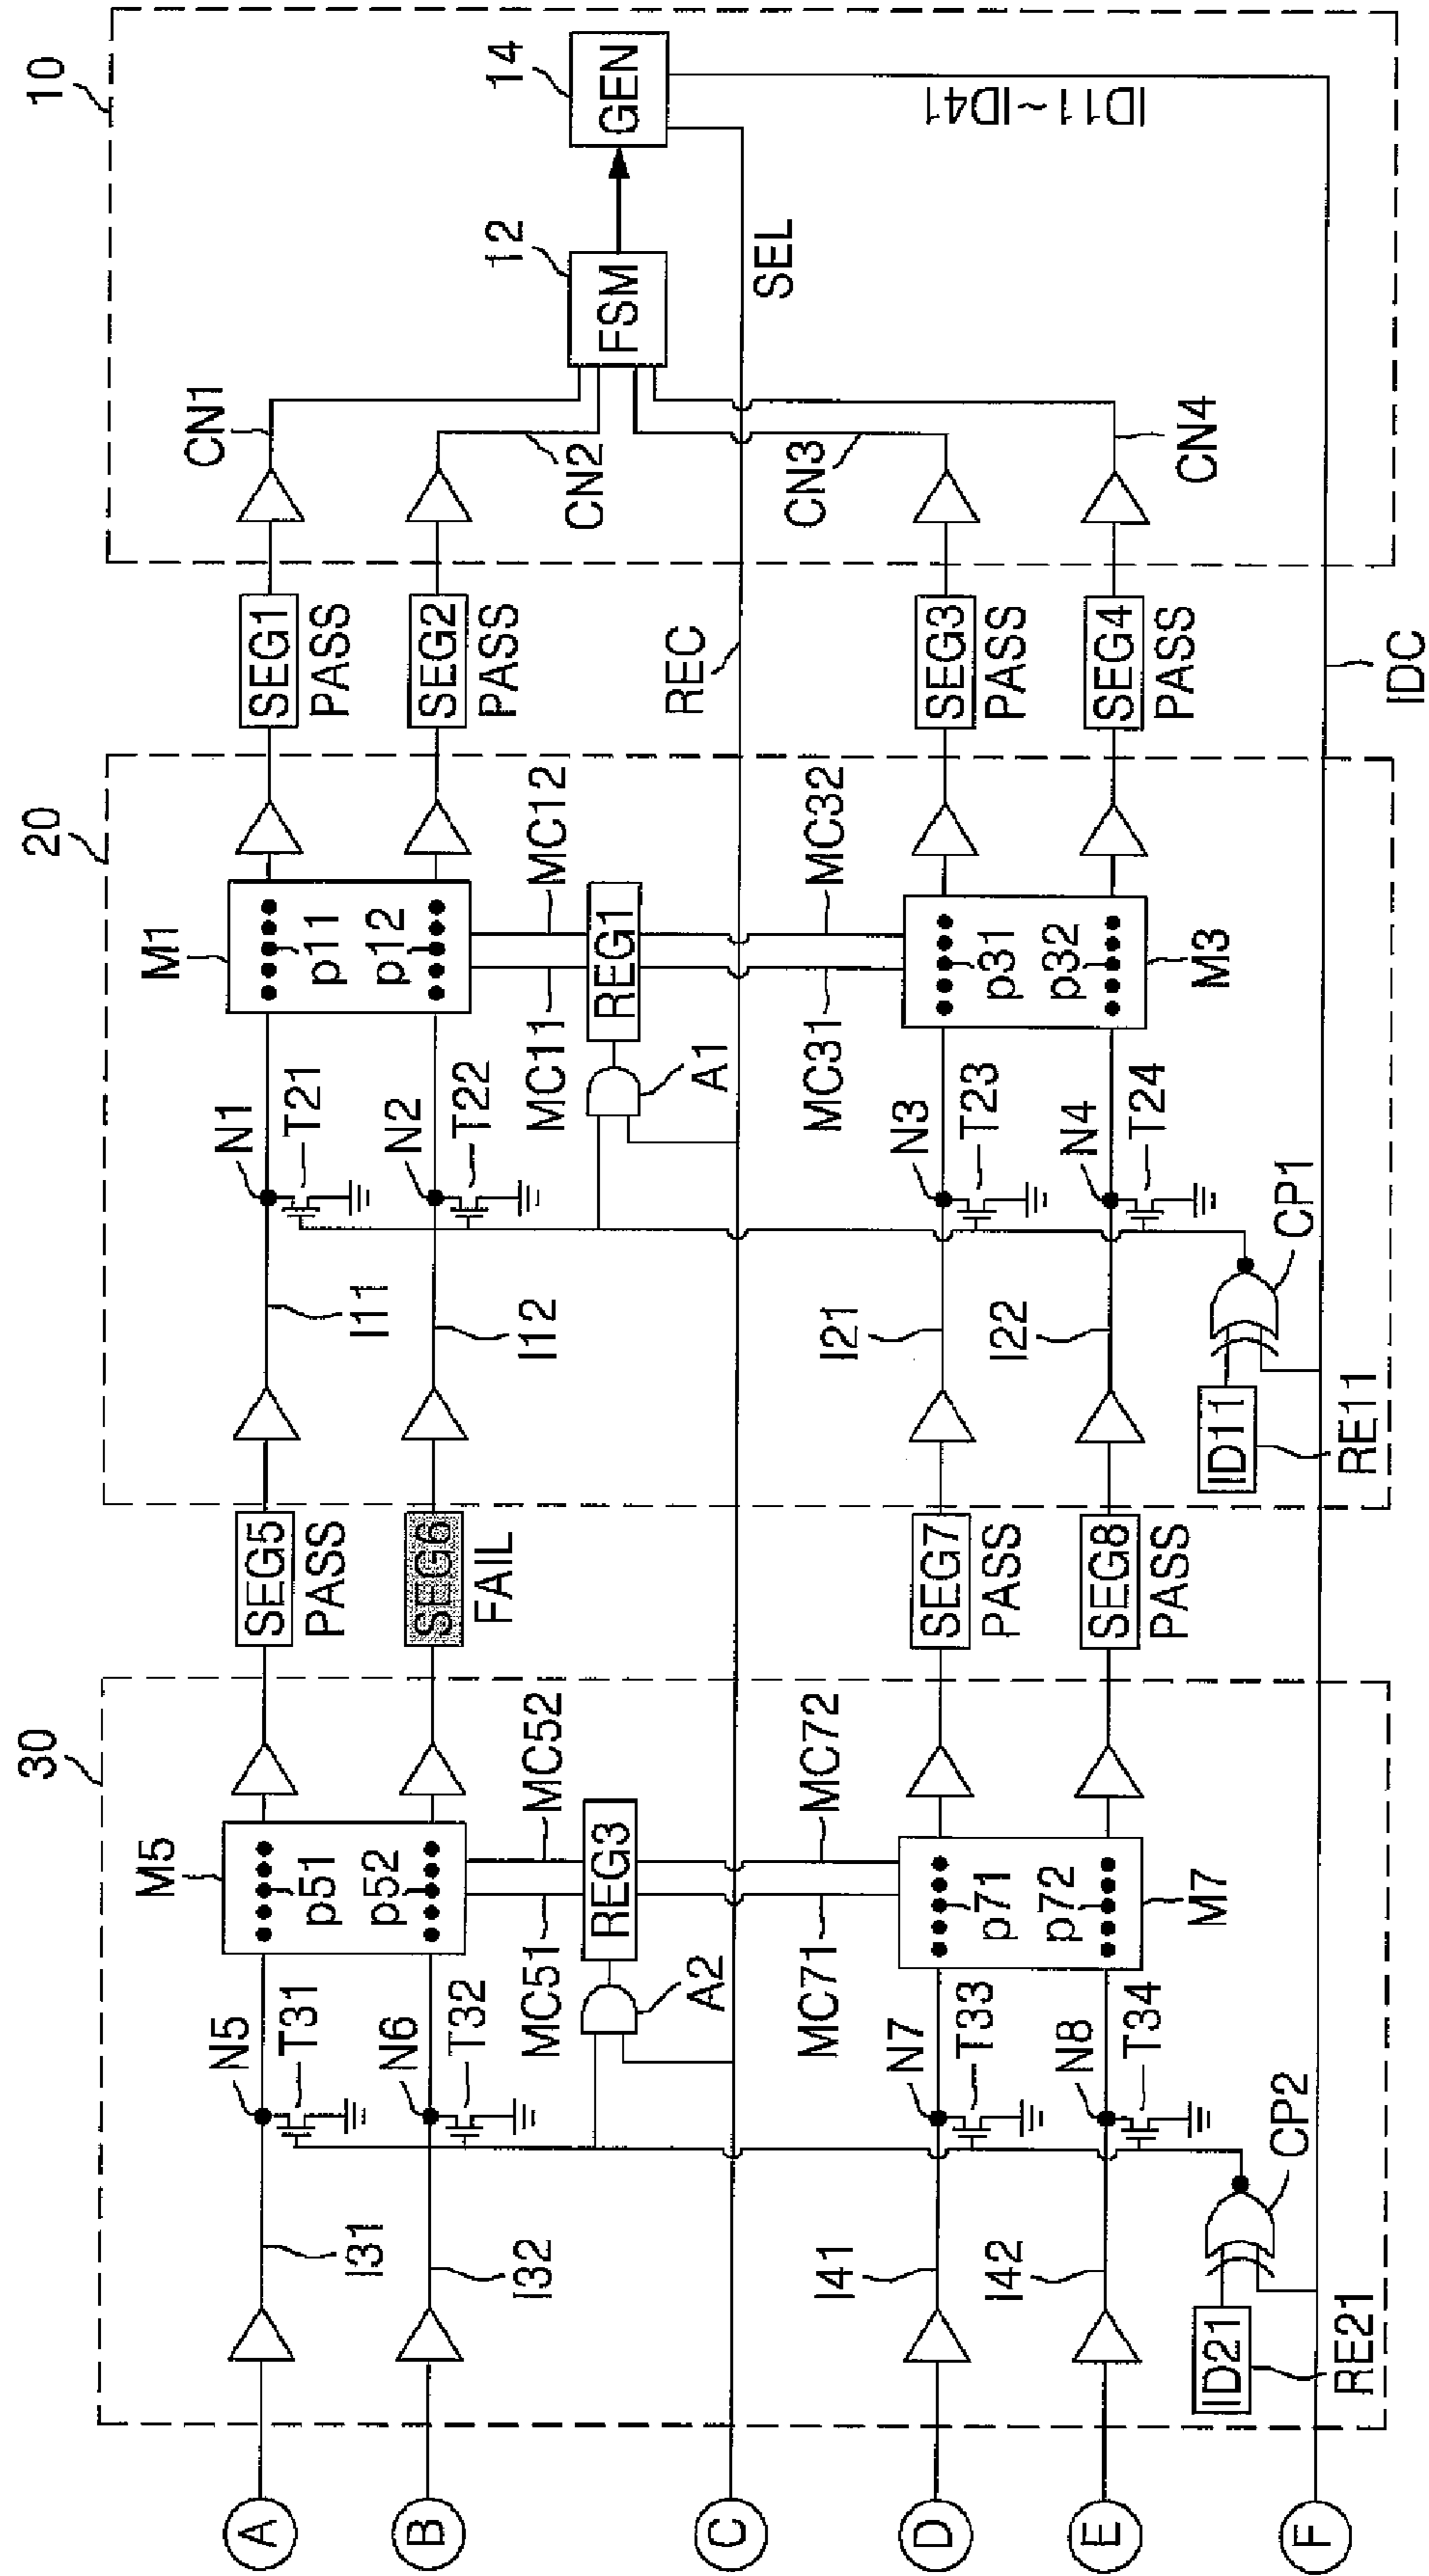 10
14
GEN
ID11~ID41
12
FSM
SEL
CN1
CN2
CN3
CN4
SEG1
PASS
SEG2
PASS
REC
SEG3
PASS
SEG4
PASS
IDC
20
M1
p11
p12
MC12
MC11
REG1
A1
MC32
MC31
p31
p32
M3
N1
T21
N2
T22
N3
T23
N4
T24
I11
I12
I21
I22
CP1
ID11
RE11
SEG5
PASS
SEG6
FAIL
SEG7
PASS
SEG8
PASS
30
M5
p51
p52
MC52
MC51
REG3
A2
MC72
MC71
p71
p72
M7
N5
T31
N6
T32
N7
T33
N8
T34
I31
I32
I41
I42
CP2
ID21
RE21
A
B
C
D
E
F